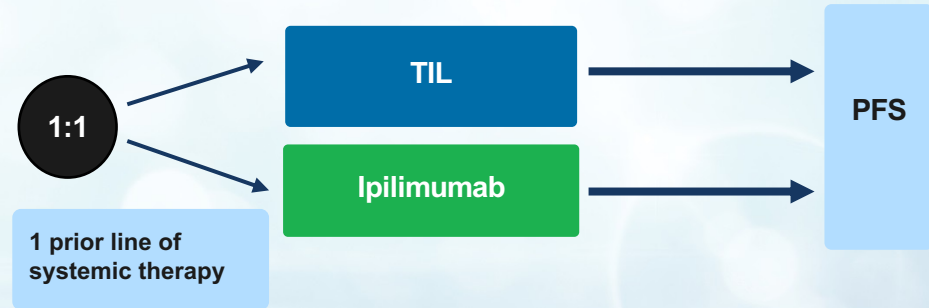 1:1
TIL
Ipilimumab
PFS
1 prior line of
systemic therapy